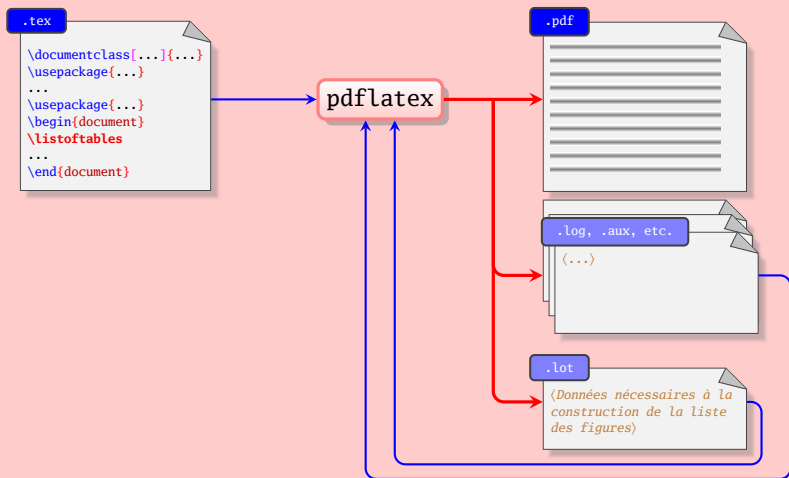 .tex
\documentclass[...]{...}
\usepackage{...}
...
\usepackage{...}
\begin{document}
\listoftables
...
\end{document}
pdflatex
.pdf
.log, .aux, etc.
⟨...⟩
.lot
⟨Données nécessaires à la
construction de la liste
des figures⟩